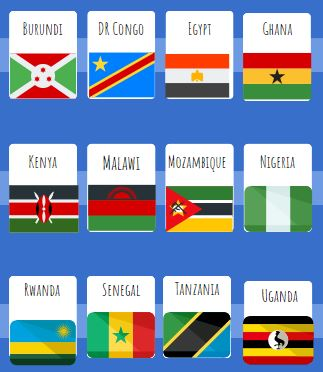 Burundi
DR Congo
Egypt
Ghana
Kenya
Malawi
Mozambique
Nigeria
Rwanda
Senegal
Tanzania
Uganda